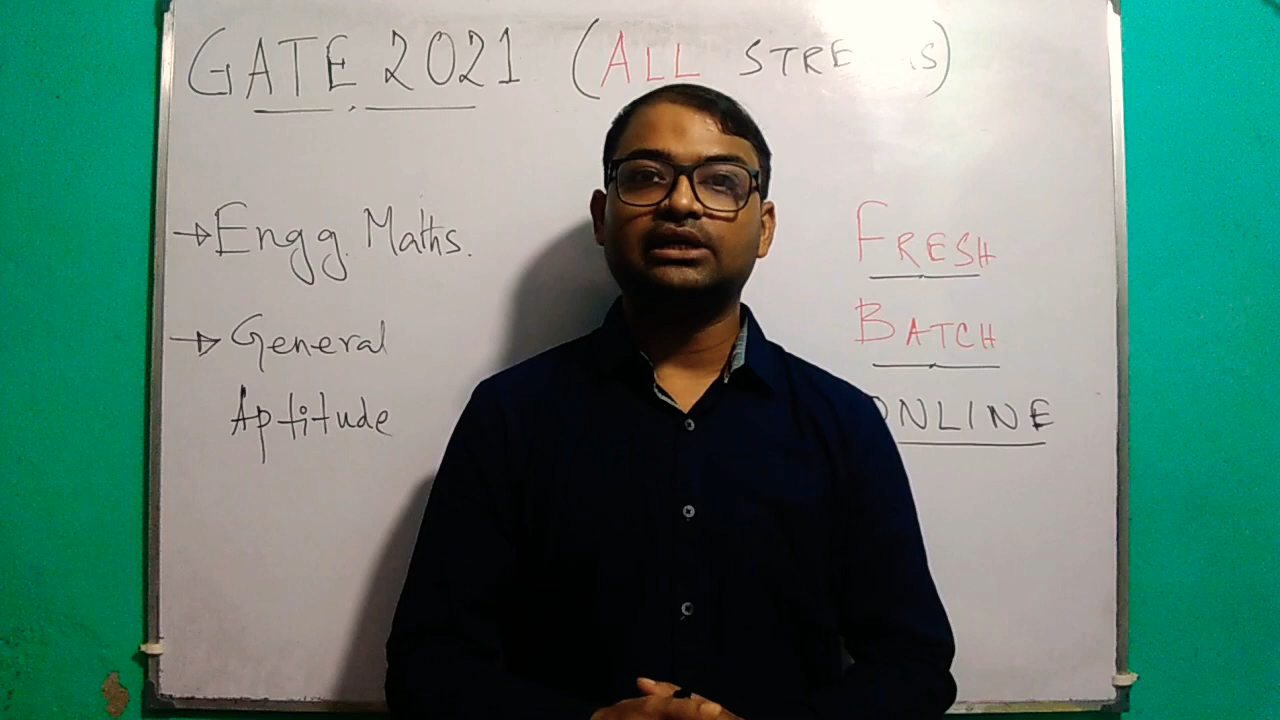 GATE 2021 (ALL STRE S)
→ Engg. Maths.
→ General
Aptitude
FRESH
BATCH
ONLINE